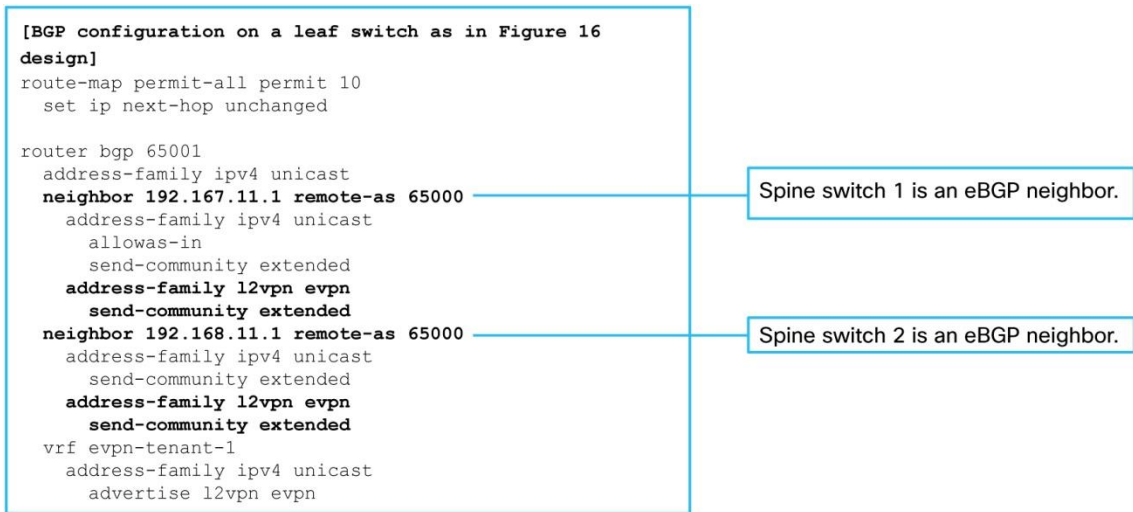 [BGP configuration on a leaf switch as in Figure 16
design]
route-map permit-all permit 10
  set ip next-hop unchanged

router bgp 65001
  address-family ipv4 unicast
  neighbor 192.167.11.1 remote-as 65000
    address-family ipv4 unicast
      allowas-in
      send-community extended
    address-family l2vpn evpn
      send-community extended
  neighbor 192.168.11.1 remote-as 65000
    address-family ipv4 unicast
      send-community extended
    address-family l2vpn evpn
      send-community extended
  vrf evpn-tenant-1
    address-family ipv4 unicast
      advertise l2vpn evpn
Spine switch 1 is an eBGP neighbor.
Spine switch 2 is an eBGP neighbor.